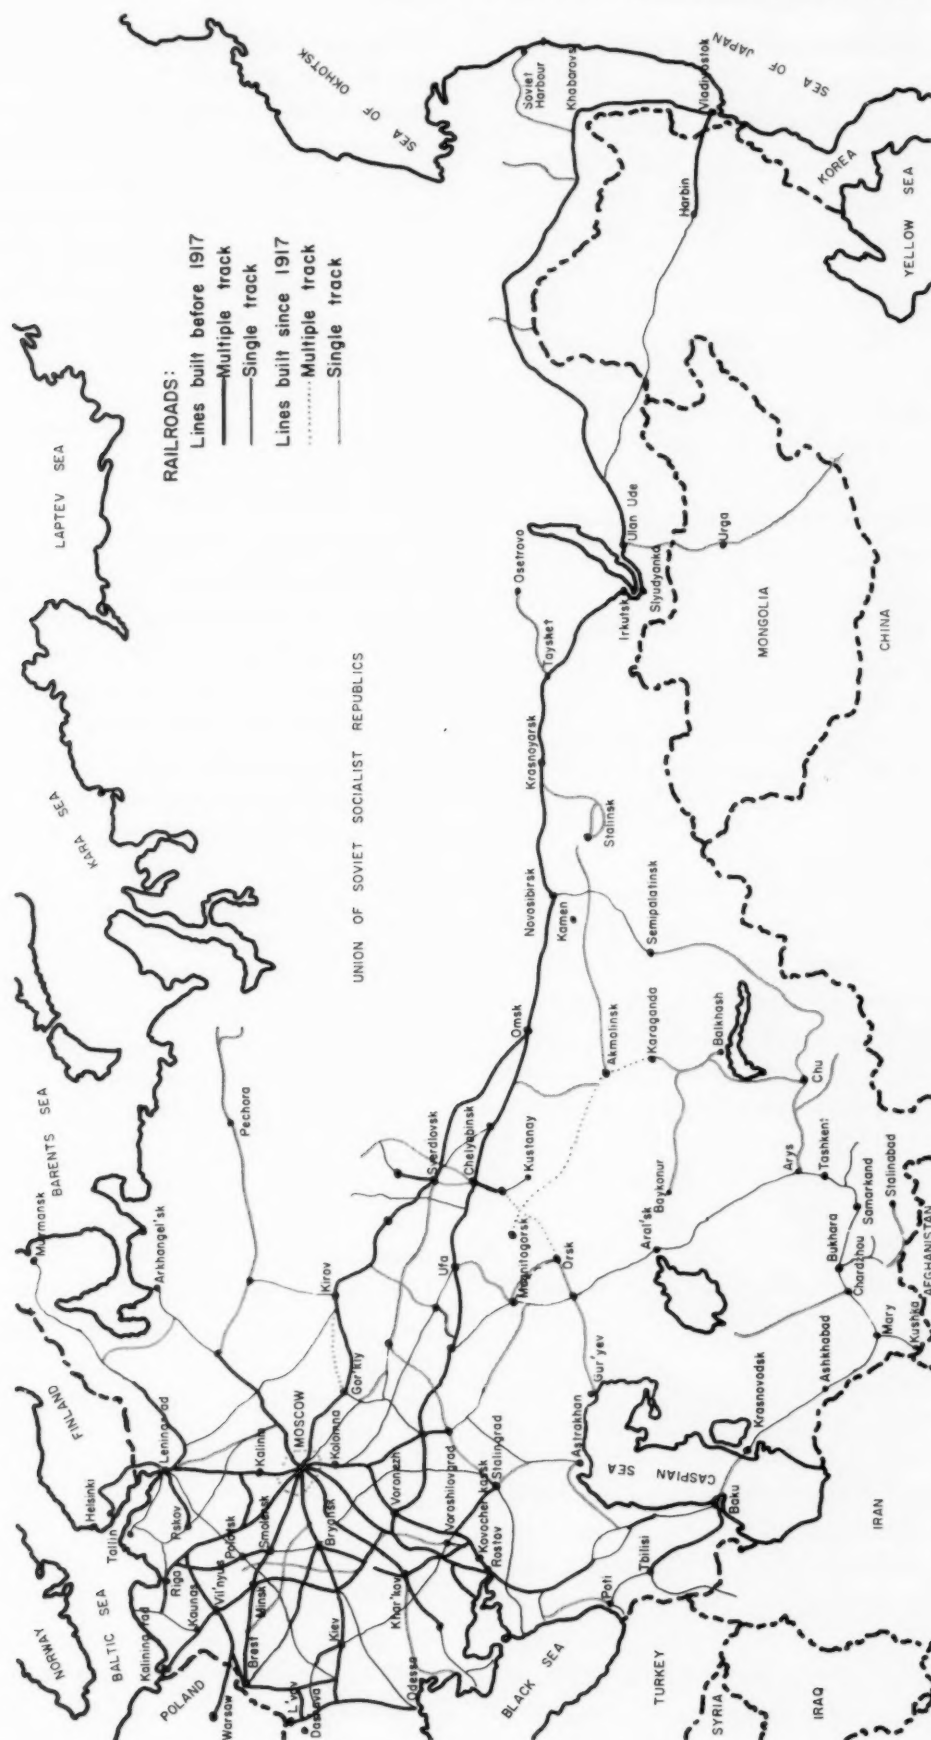 RAILROADS:
Lines built before 1917
Multiple track
Single track
Lines built since 1917
Multiple track
Single track
NORWAY
FINLAND
BARENTS SEA
KARA SEA
LAPTEV SEA
SEA OF OKHOTSK
BALTIC SEA
UNION OF SOVIET SOCIALIST REPUBLICS
Murmansk
Arkhangel'sk
Pechora
Helsinki
Tallin
Leningrad
Pskov
Kalinin
Riga
Kaliningrad
Kaunas
Vil'nyus
Polotsk
Smolensk
MOSCOW
Kolomna
Gor'kiy
Kirov
Sverdlovsk
Chelyabinsk
Ufa
Omsk
Novosibirsk
Kamen
Krasnoyarsk
Stalinsk
Tayshet
Osetrovo
Irkutsk
Slyudyanka
Ulan Ude
Urga
Soviet
Harbour
Khabarovsk
Vladivostok
Harbin
SEA OF JAPAN
KOREA
YELLOW SEA
MONGOLIA
CHINA
POLAND
Warsaw
Brest
Minsk
Bryansk
L'vov
Dashava
Kiev
Khar'kov
Odessa
Voronezh
Voroshilovgrad
Kovocherkassk
Rostov
Stalingrad
Astrakhan
Gur'yev
Magnitogorsk
Orsk
Kustanay
Akmolinsk
Karaganda
Semipalatinsk
Balkhash
Baykonur
Aral'sk
Chu
Arys
Tashkent
Samarkand
Stalinabad
Bukhara
Chardzhou
Mary
Kushka
Ashkhabad
Krasnovodsk
CASPIAN SEA
Baku
Tbilisi
Poti
BLACK SEA
TURKEY
SYRIA
IRAQ
IRAN
AFGHANISTAN